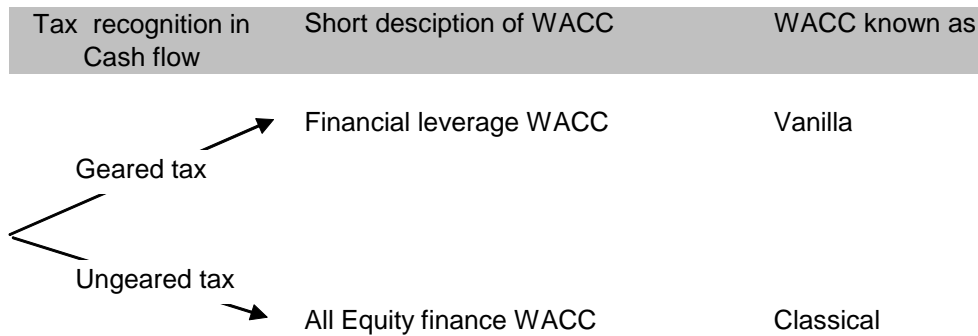 Tax recognition in Short desciption of WACC WACC known as
Cash flow
Financial leverage WACC Vanilla
Geared tax
Ungeared tax
All Equity finance WACC Classical